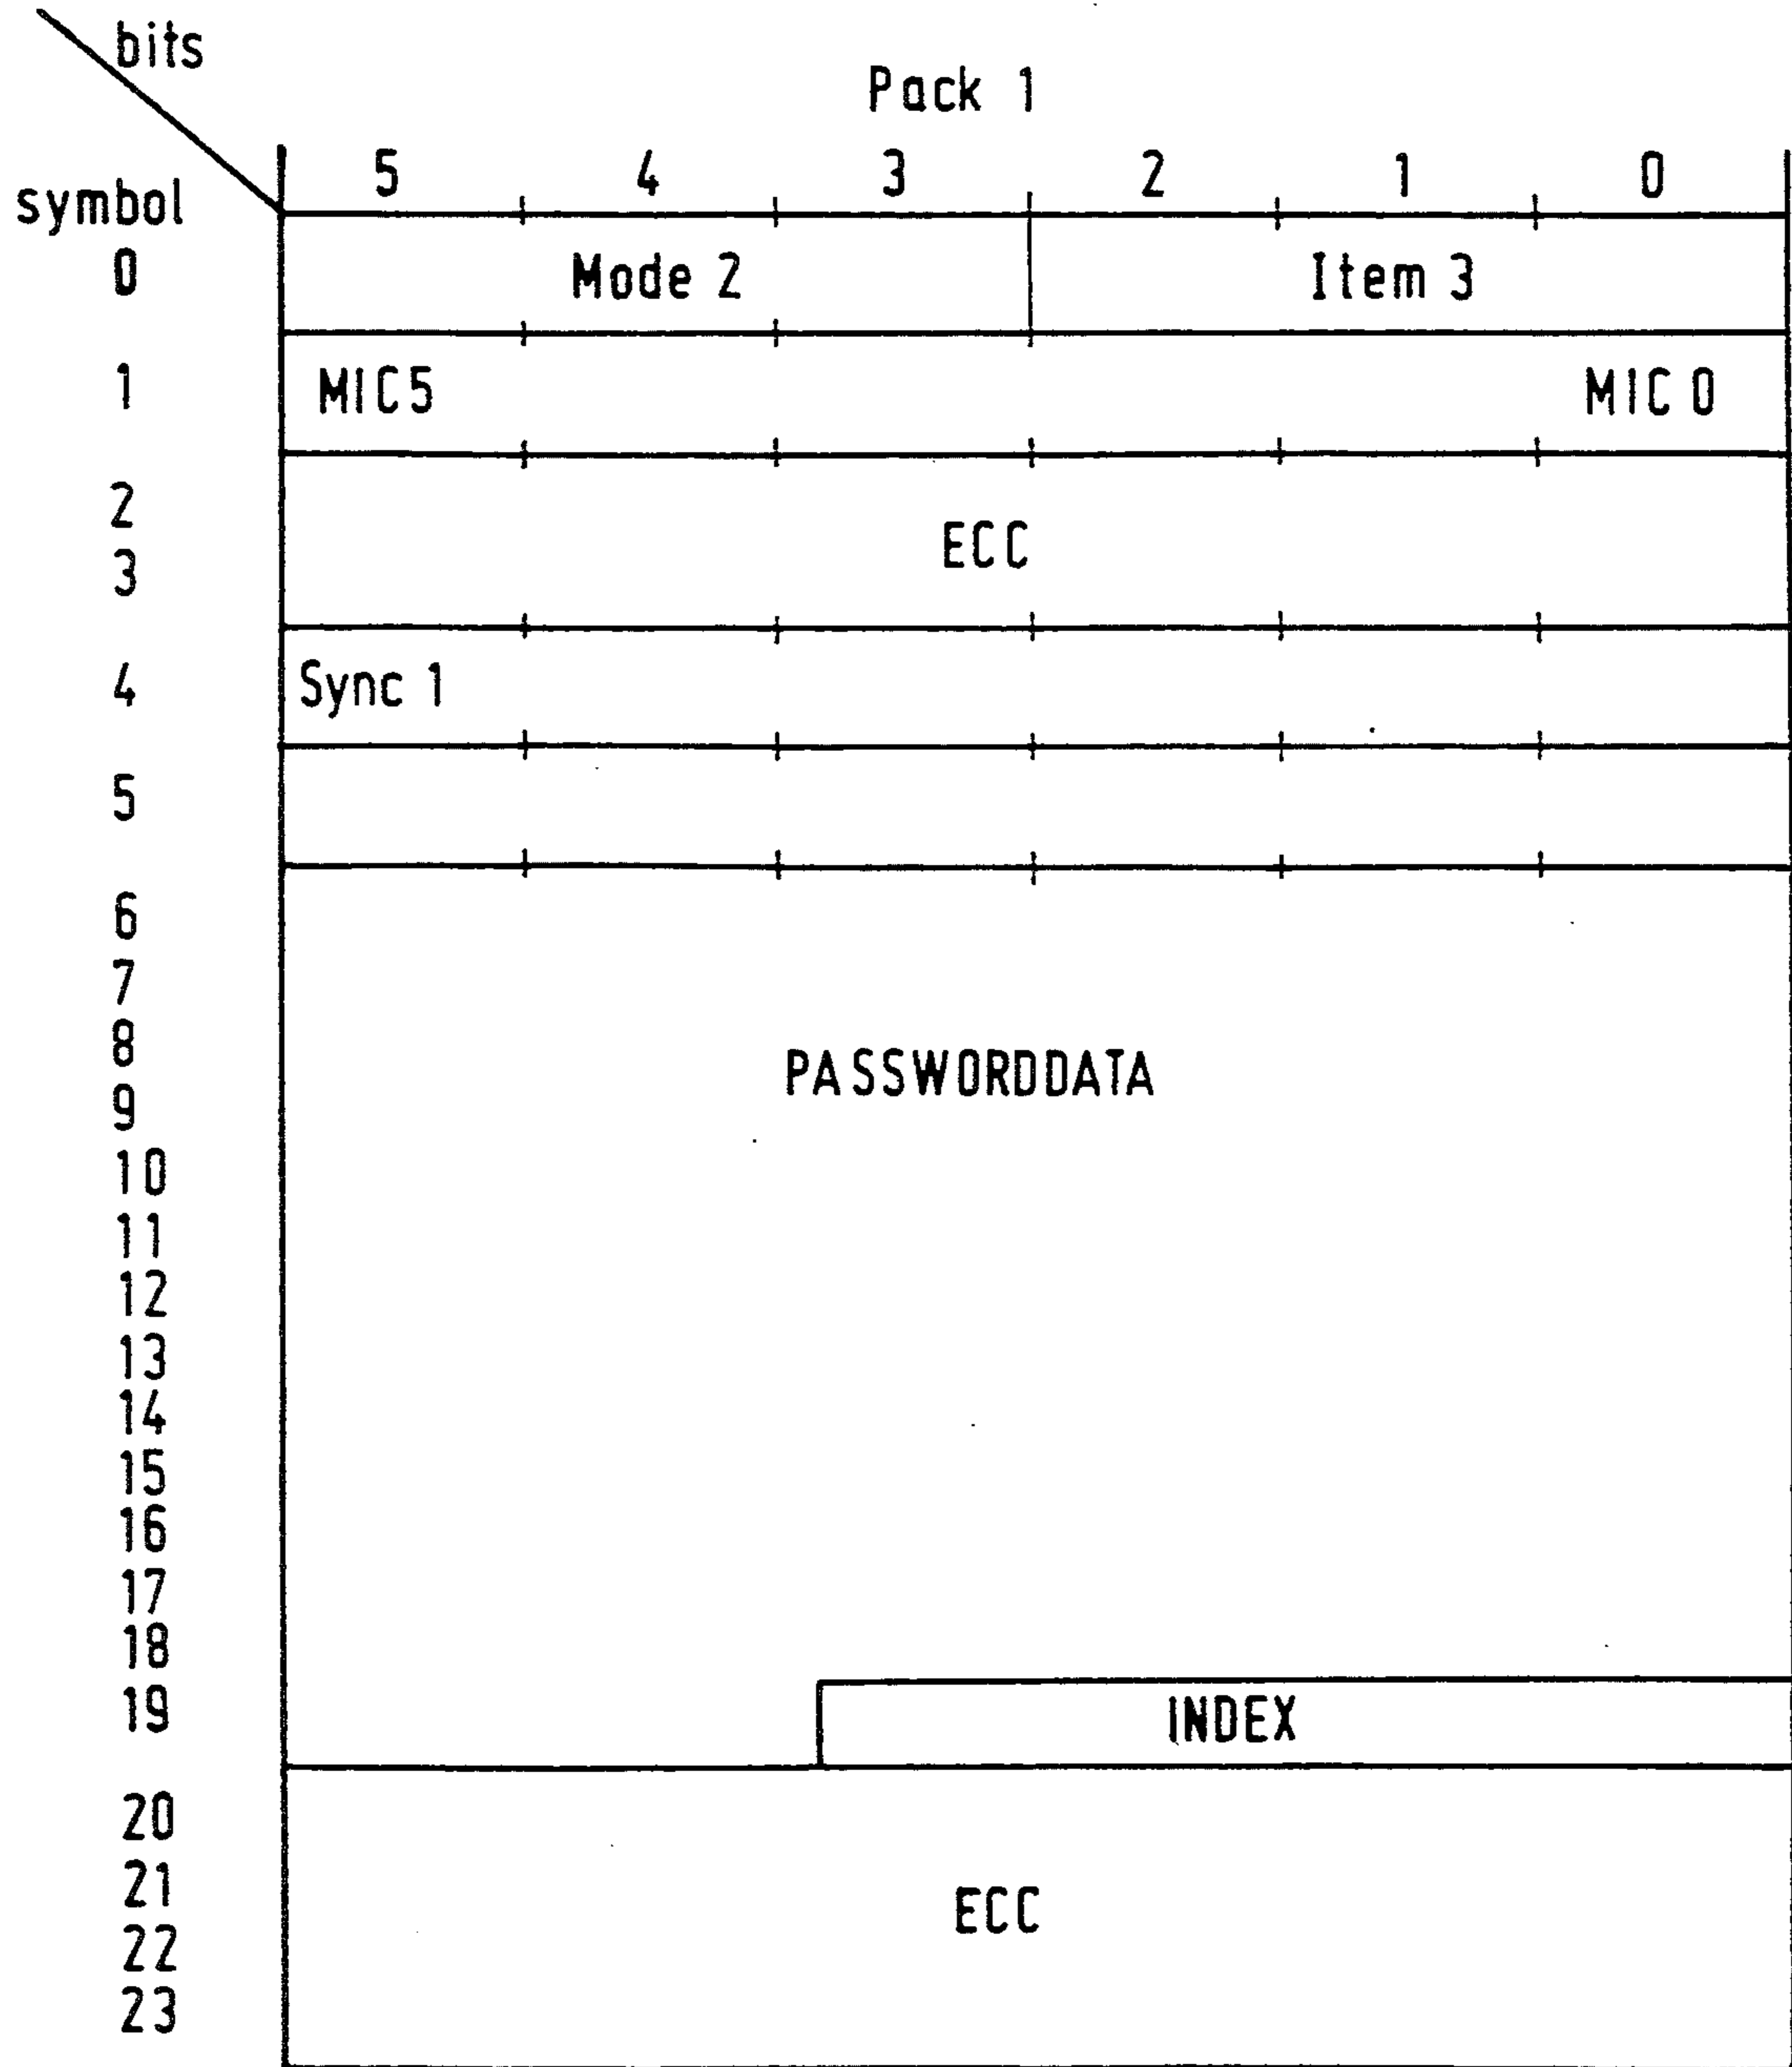 bits
Pack 1
symbol 5 4 3 2 1 0
0 Mode 2 Item 3
1 MIC5 MIC 0
2
ECC
3
4 Sync 1
5
6
7
8
PASSWORDDATA
9
10
11
12
13
14
15
16
17
18
19 INDEX
20
21
ECC
22
23